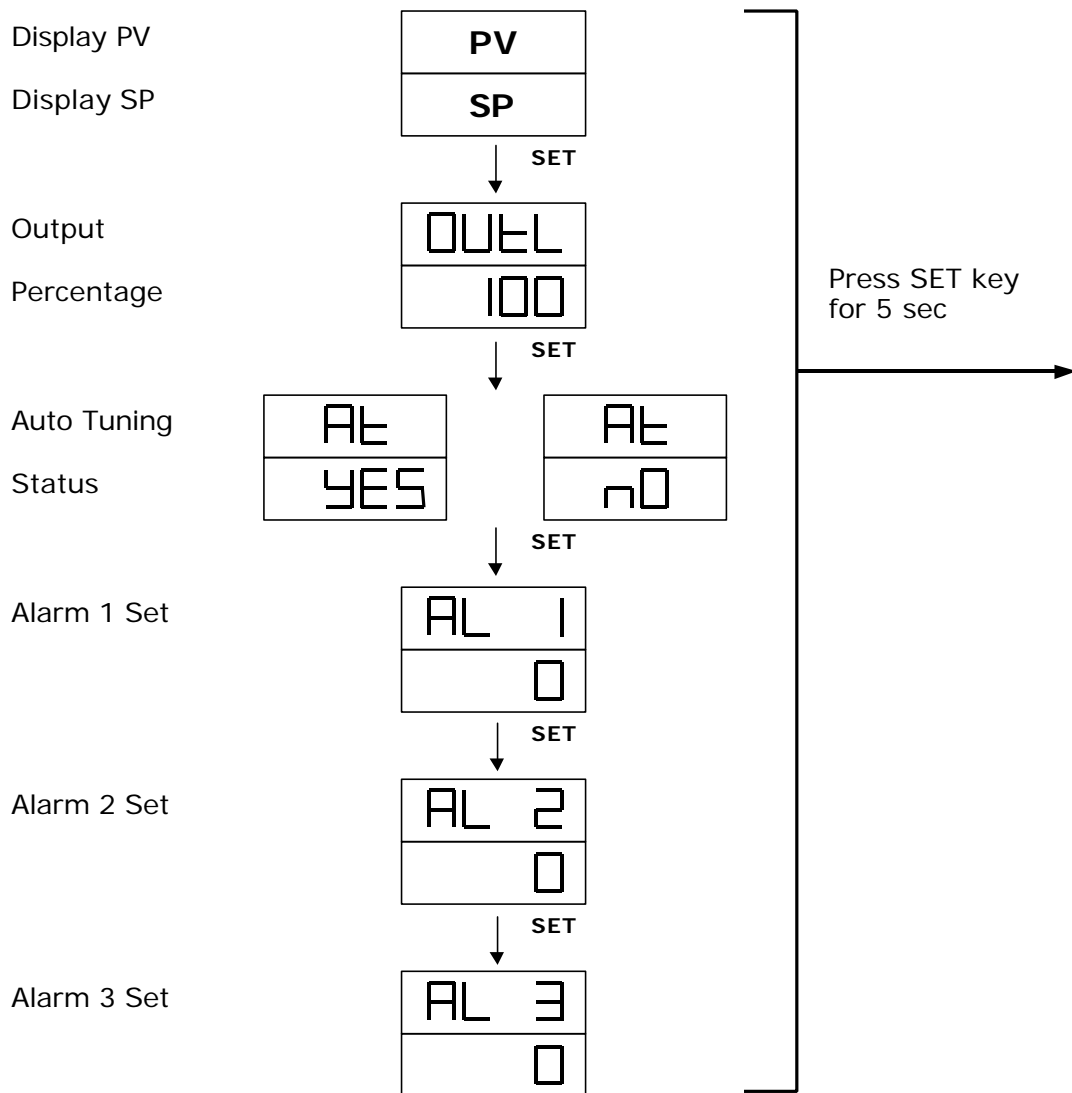 Display PV
PV
Display SP
SP
SET
Output
OUtL
Percentage
100
SET
Press SET key
for 5 sec
Auto Tuning
At
At
Status
YES
nO
SET
Alarm 1 Set
AL 1
0
SET
Alarm 2 Set
AL 2
0
SET
Alarm 3 Set
AL 3
0